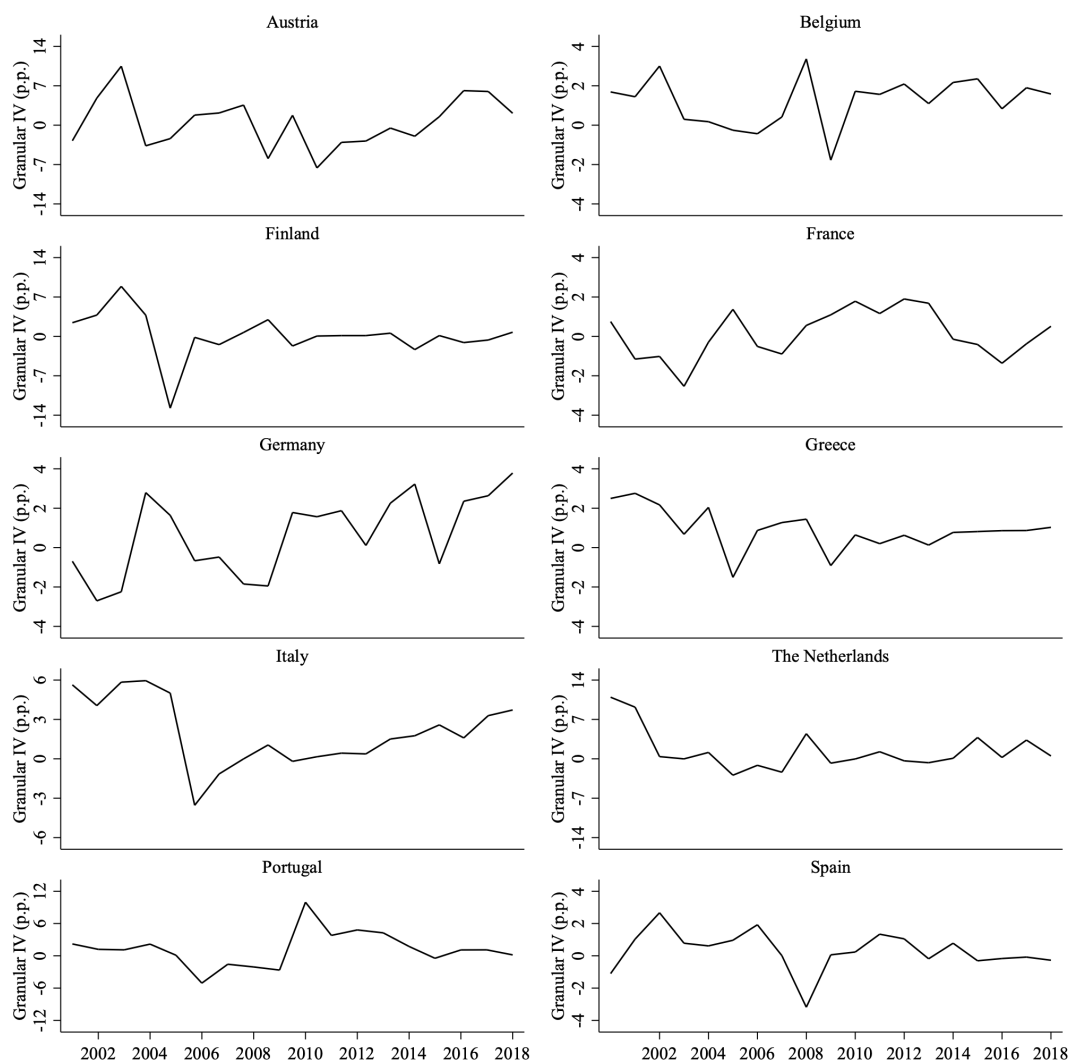 Austria
Granular IV (p.p.)
14
7
0
-7
-14
Belgium
Granular IV (p.p.)
4
2
0
-2
-4
Finland
Granular IV (p.p.)
14
7
0
-7
-14
France
Granular IV (p.p.)
4
2
0
-2
-4
Germany
Granular IV (p.p.)
4
2
0
-2
-4
Greece
Granular IV (p.p.)
4
2
0
-2
-4
Italy
Granular IV (p.p.)
6
3
0
-3
-6
The Netherlands
Granular IV (p.p.)
14
7
0
-7
-14
Portugal
Granular IV (p.p.)
12
6
0
-6
-12
2002 2004 2006 2008 2010 2012 2014 2016 2018
Spain
Granular IV (p.p.)
4
2
0
-2
-4
2002 2004 2006 2008 2010 2012 2014 2016 2018